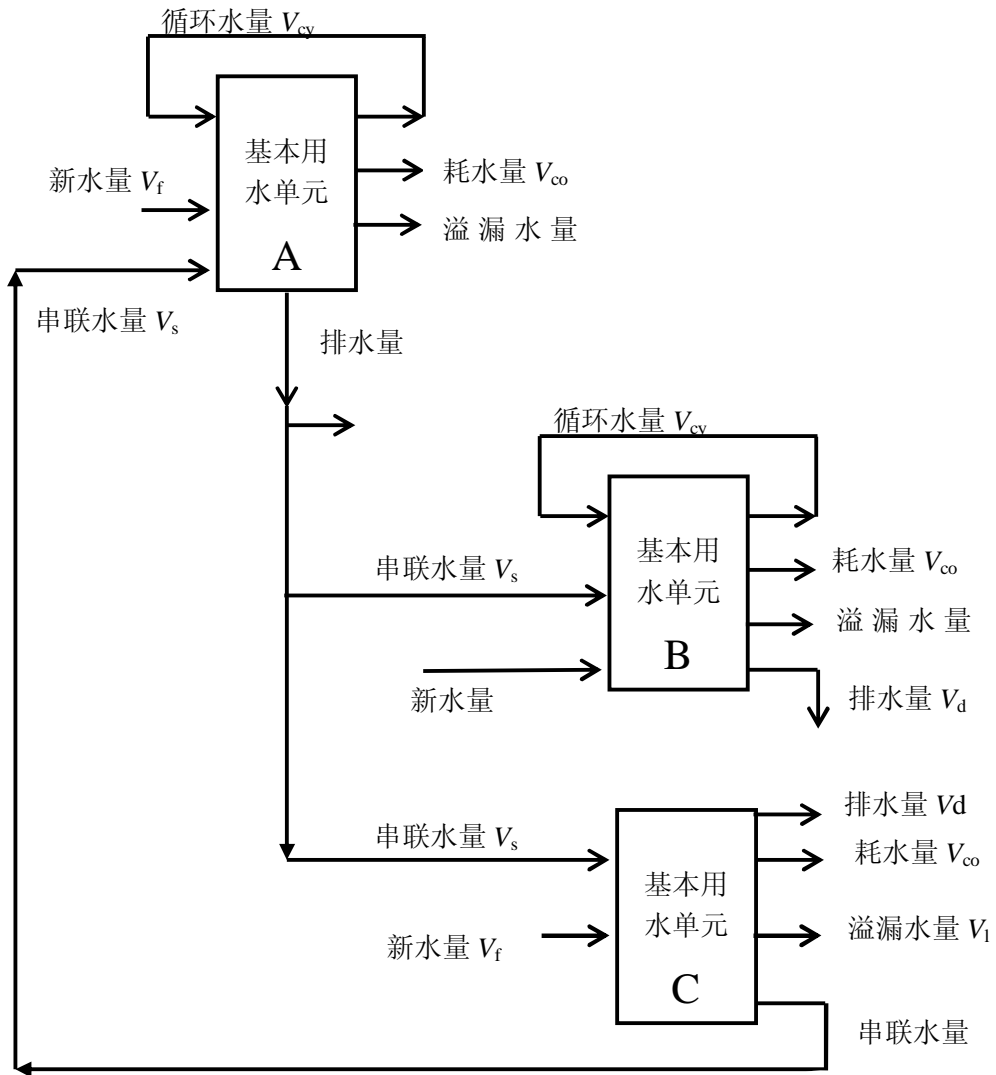 循环水量 Vcy
基本用
水单元
A
新水量 Vf
耗水量 Vco
溢 漏 水 量
串联水量 Vs
排水量
循环水量 Vcy
基本用
水单元
B
串联水量 Vs
耗水量 Vco
溢 漏 水 量
新水量
排水量 Vd
排水量 Vd
串联水量 Vs
耗水量 Vco
基本用
水单元
C
新水量 Vf
溢漏水量 Vl
串联水量